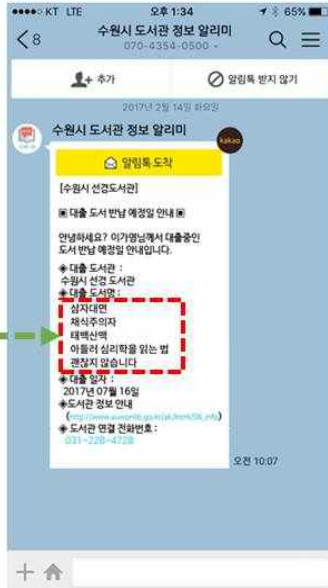 KT LTE 오후 1:34 65%
8 수원시 도서관 정보 알리미
070-4354-0500
추가 알림톡 받지 않기
2017년 2월 14일 화요일
수원시 도서관 정보 알리미
kakao
알림톡 도착
[수원시 선경도서관]
▣ 대출 도서 반납 예정일 안내 ▣
안녕하세요? 이가영님께서 대출중인
도서 반납 예정일 안내입니다.
◈ 대출 도서관 :
수원시 선경 도서관
◈ 대출 도서명 :
삼자대면
채식주의자
태백산맥
아들러 심리학을 읽는 법
괜찮지 않습니다
◈ 대출 일자 :
2017년 07월 16일
◈도서관 정보 안내
◈ 도서관 연결 전화번호 :
031-228-4728
오전 10:07